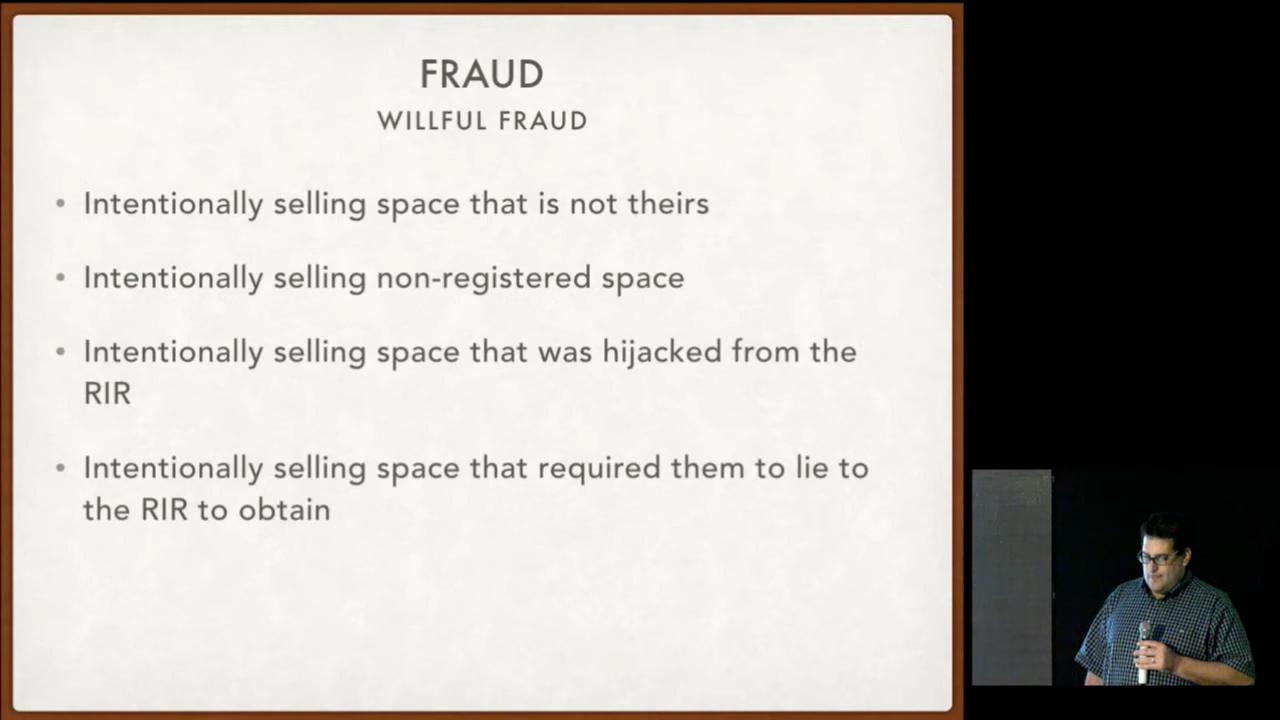 FRAUD
WILLFUL FRAUD
• Intentionally selling space that is not theirs
• Intentionally selling non-registered space
• Intentionally selling space that was hijacked from the
RIR
• Intentionally selling space that required them to lie to
the RIR to obtain